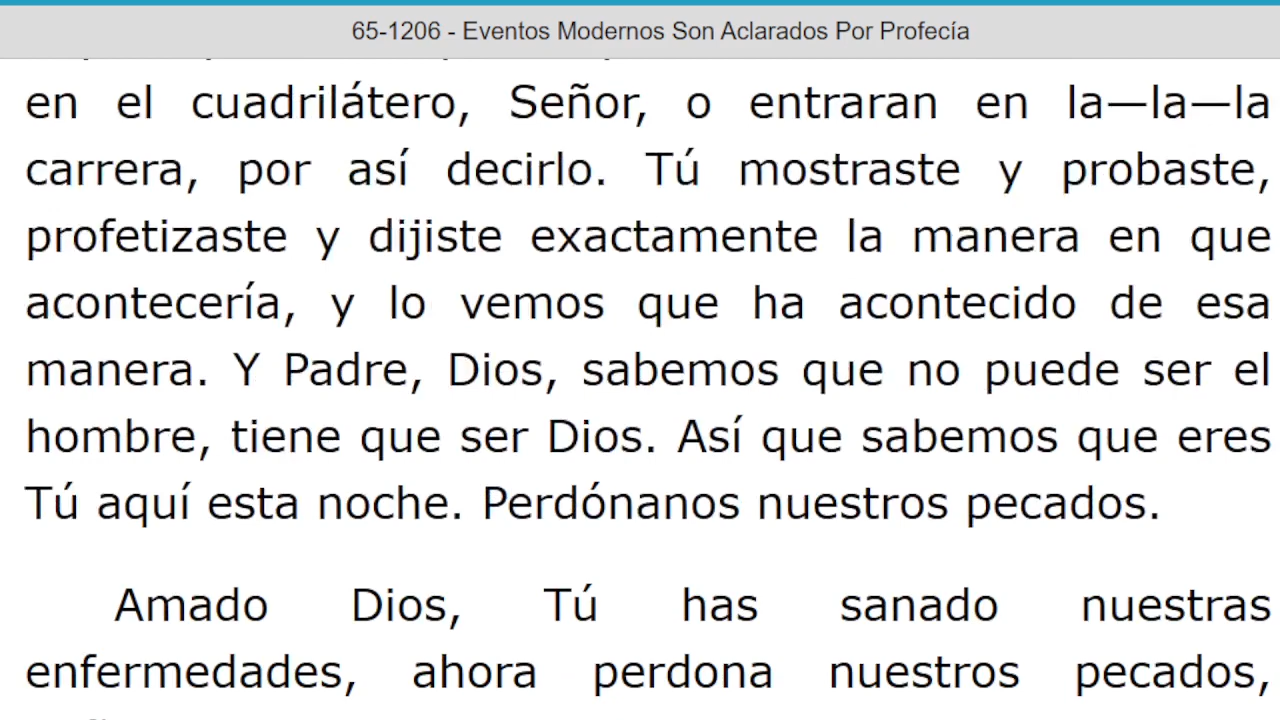 65-1206 - Eventos Modernos Son Aclarados Por Profecía
en el cuadrilátero, Señor, o entraran en la—la—la
carrera, por así decirlo. Tú mostraste y probaste,
profetizaste y dijiste exactamente la manera en que
acontecería, y lo vemos que ha acontecido de esa
manera. Y Padre, Dios, sabemos que no puede ser el
hombre, tiene que ser Dios. Así que sabemos que eres
Tú aquí esta noche. Perdónanos nuestros pecados.
Amado Dios, Tú has sanado nuestras
enfermedades, ahora perdona nuestros pecados,